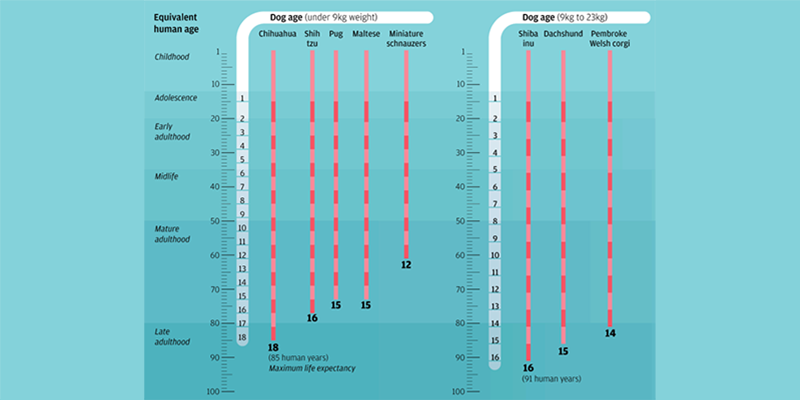 Equivalent
human age
Dog age (under 9kg weight)
Chihuahua
Shih
tzu
Pug
Maltese
Miniature
schnauzers
Dog age (9kg to 23kg)
Shiba
inu
Dachshund
Pembroke
Welsh corgi
Childhood
Adolescence
Early
adulthood
Midlife
Mature
adulthood
Late
adulthood
1
10
20
30
40
50
60
70
80
90
100
1
2
3
4
5
6
7
8
9
10
11
12
13
14
15
16
17
18
18
(85 human years)
Maximum life expectancy
16
15
15
12
1
10
20
30
40
50
60
70
80
90
100
1
2
3
4
5
6
7
8
9
10
11
12
13
14
15
16
16
(91 human years)
15
14